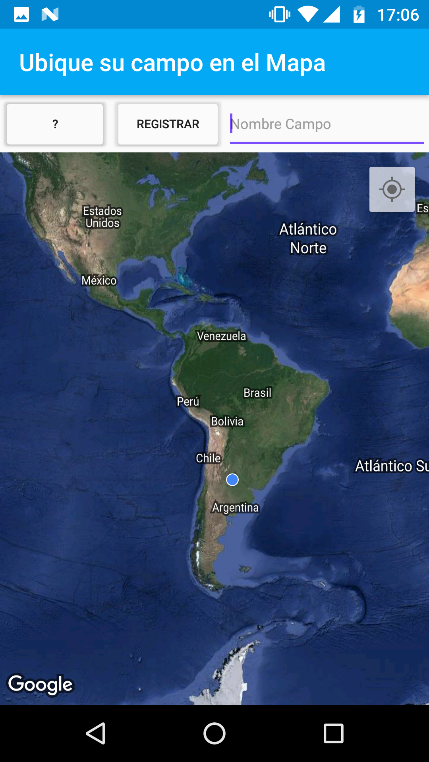 17:06
Ubique su campo en el Mapa
?
REGISTRAR
Nombre Campo
Estados
Unidos
Atlántico
Norte
Es
México
Venezuela
Brasil
Perú
Bolivia
Chile
Atlántico Su
Argentina
Google